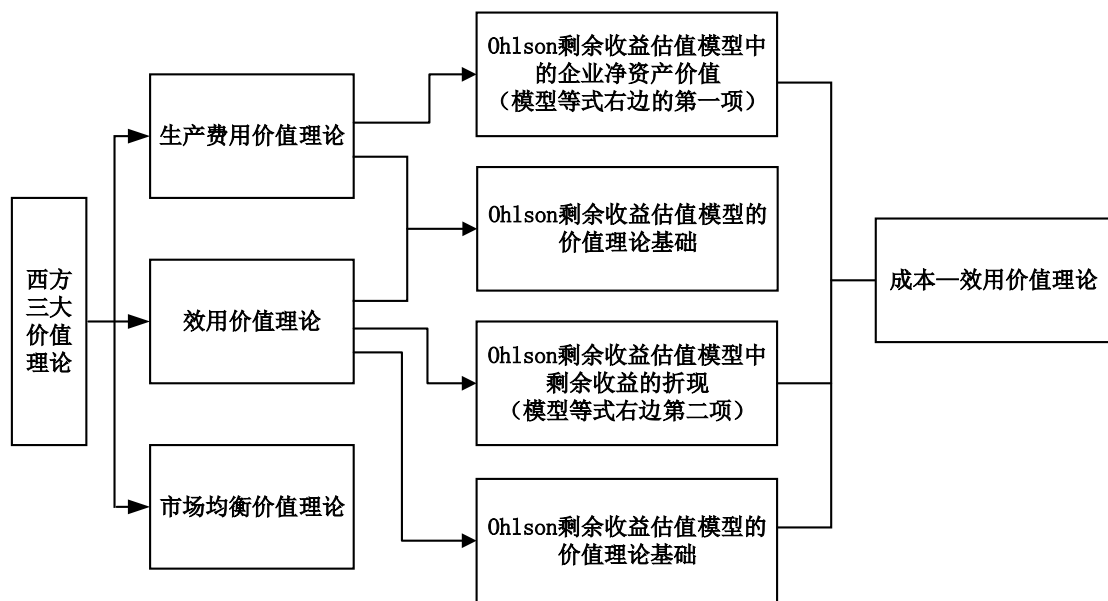 西方
三大
价值
理论
生产费用价值理论
效用价值理论
市场均衡价值理论
Ohlson剩余收益估值模型中
的企业净资产价值
（模型等式右边的第一项）
Ohlson剩余收益估值模型的
价值理论基础
Ohlson剩余收益估值模型中
剩余收益的折现
（模型等式右边第二项）
Ohlson剩余收益估值模型的
价值理论基础
成本—效用价值理论